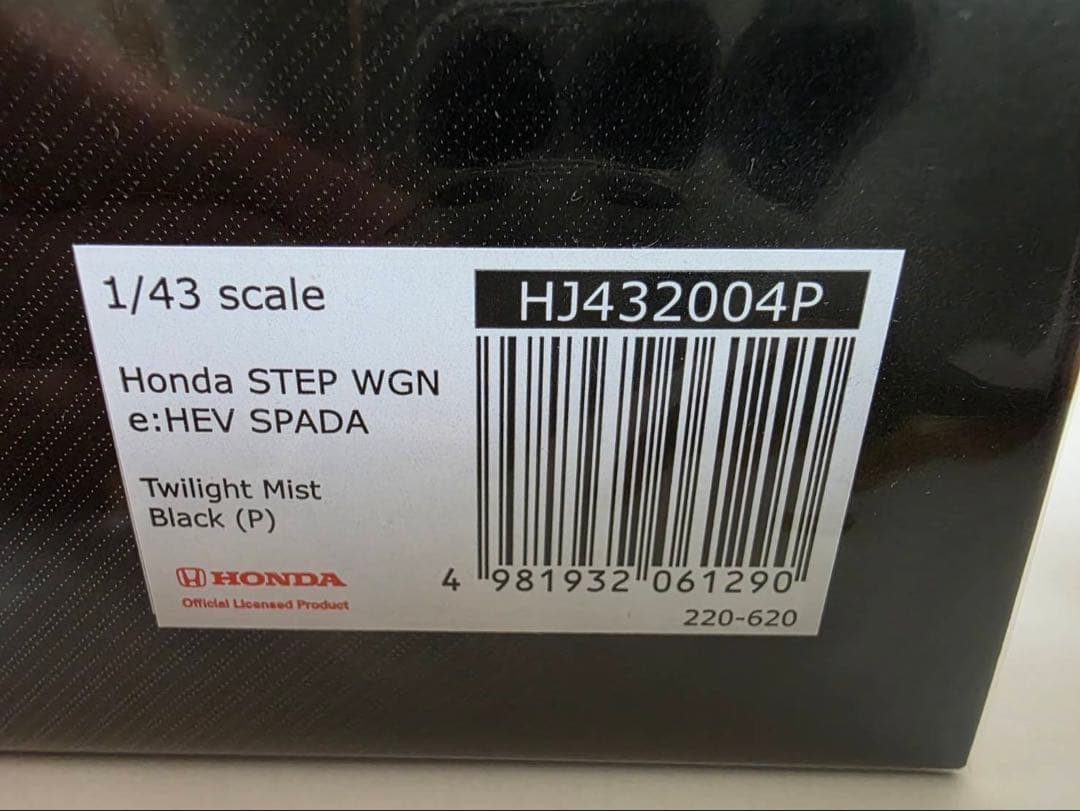 1/43 scale
HJ432004P
Honda STEP WGN
e:HEV SPADA
Twilight Mist
Black (P)
HONDA
Official Licensed Product
4 981932 061290
220-620